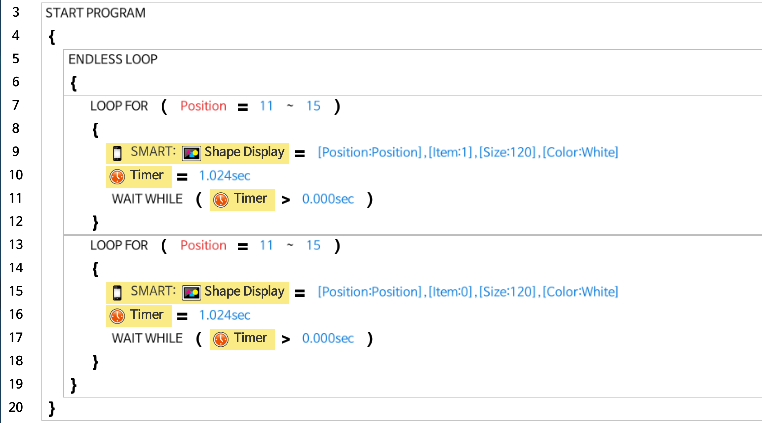 3 START PROGRAM
4 {
5 ENDLESS LOOP
6 {
7 LOOP FOR ( Position = 11 ~ 15 )
8 {
9 SMART: Shape Display = [Position:Position],[Item:1],[Size:120],[Color:White]
10 Timer = 1.024sec
11 WAIT WHILE ( Timer > 0.000sec )
12 }
13 LOOP FOR ( Position = 11 ~ 15 )
14 {
15 SMART: Shape Display = [Position:Position],[Item:0],[Size:120],[Color:White]
16 Timer = 1.024sec
17 WAIT WHILE ( Timer > 0.000sec )
18 }
19 }
20 }